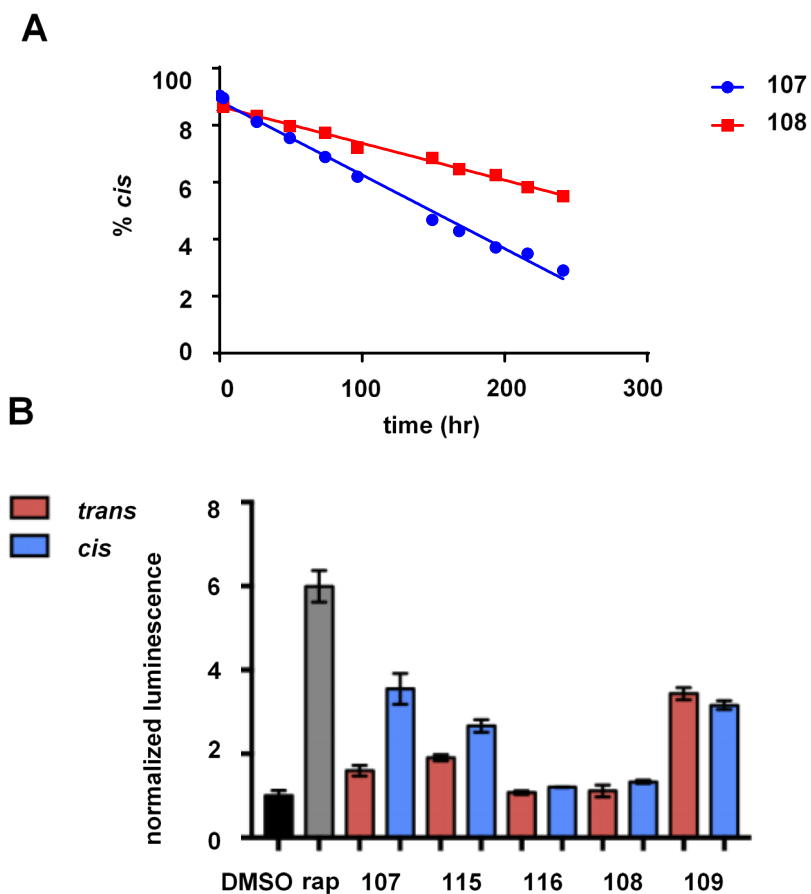 A
100
8
6
4
2
0
% cis
0 100 200 300
time (hr)
107
108
B
trans
cis
normalized luminescence
8
6
4
2
0
DMSO rap 107 115 116 108 109